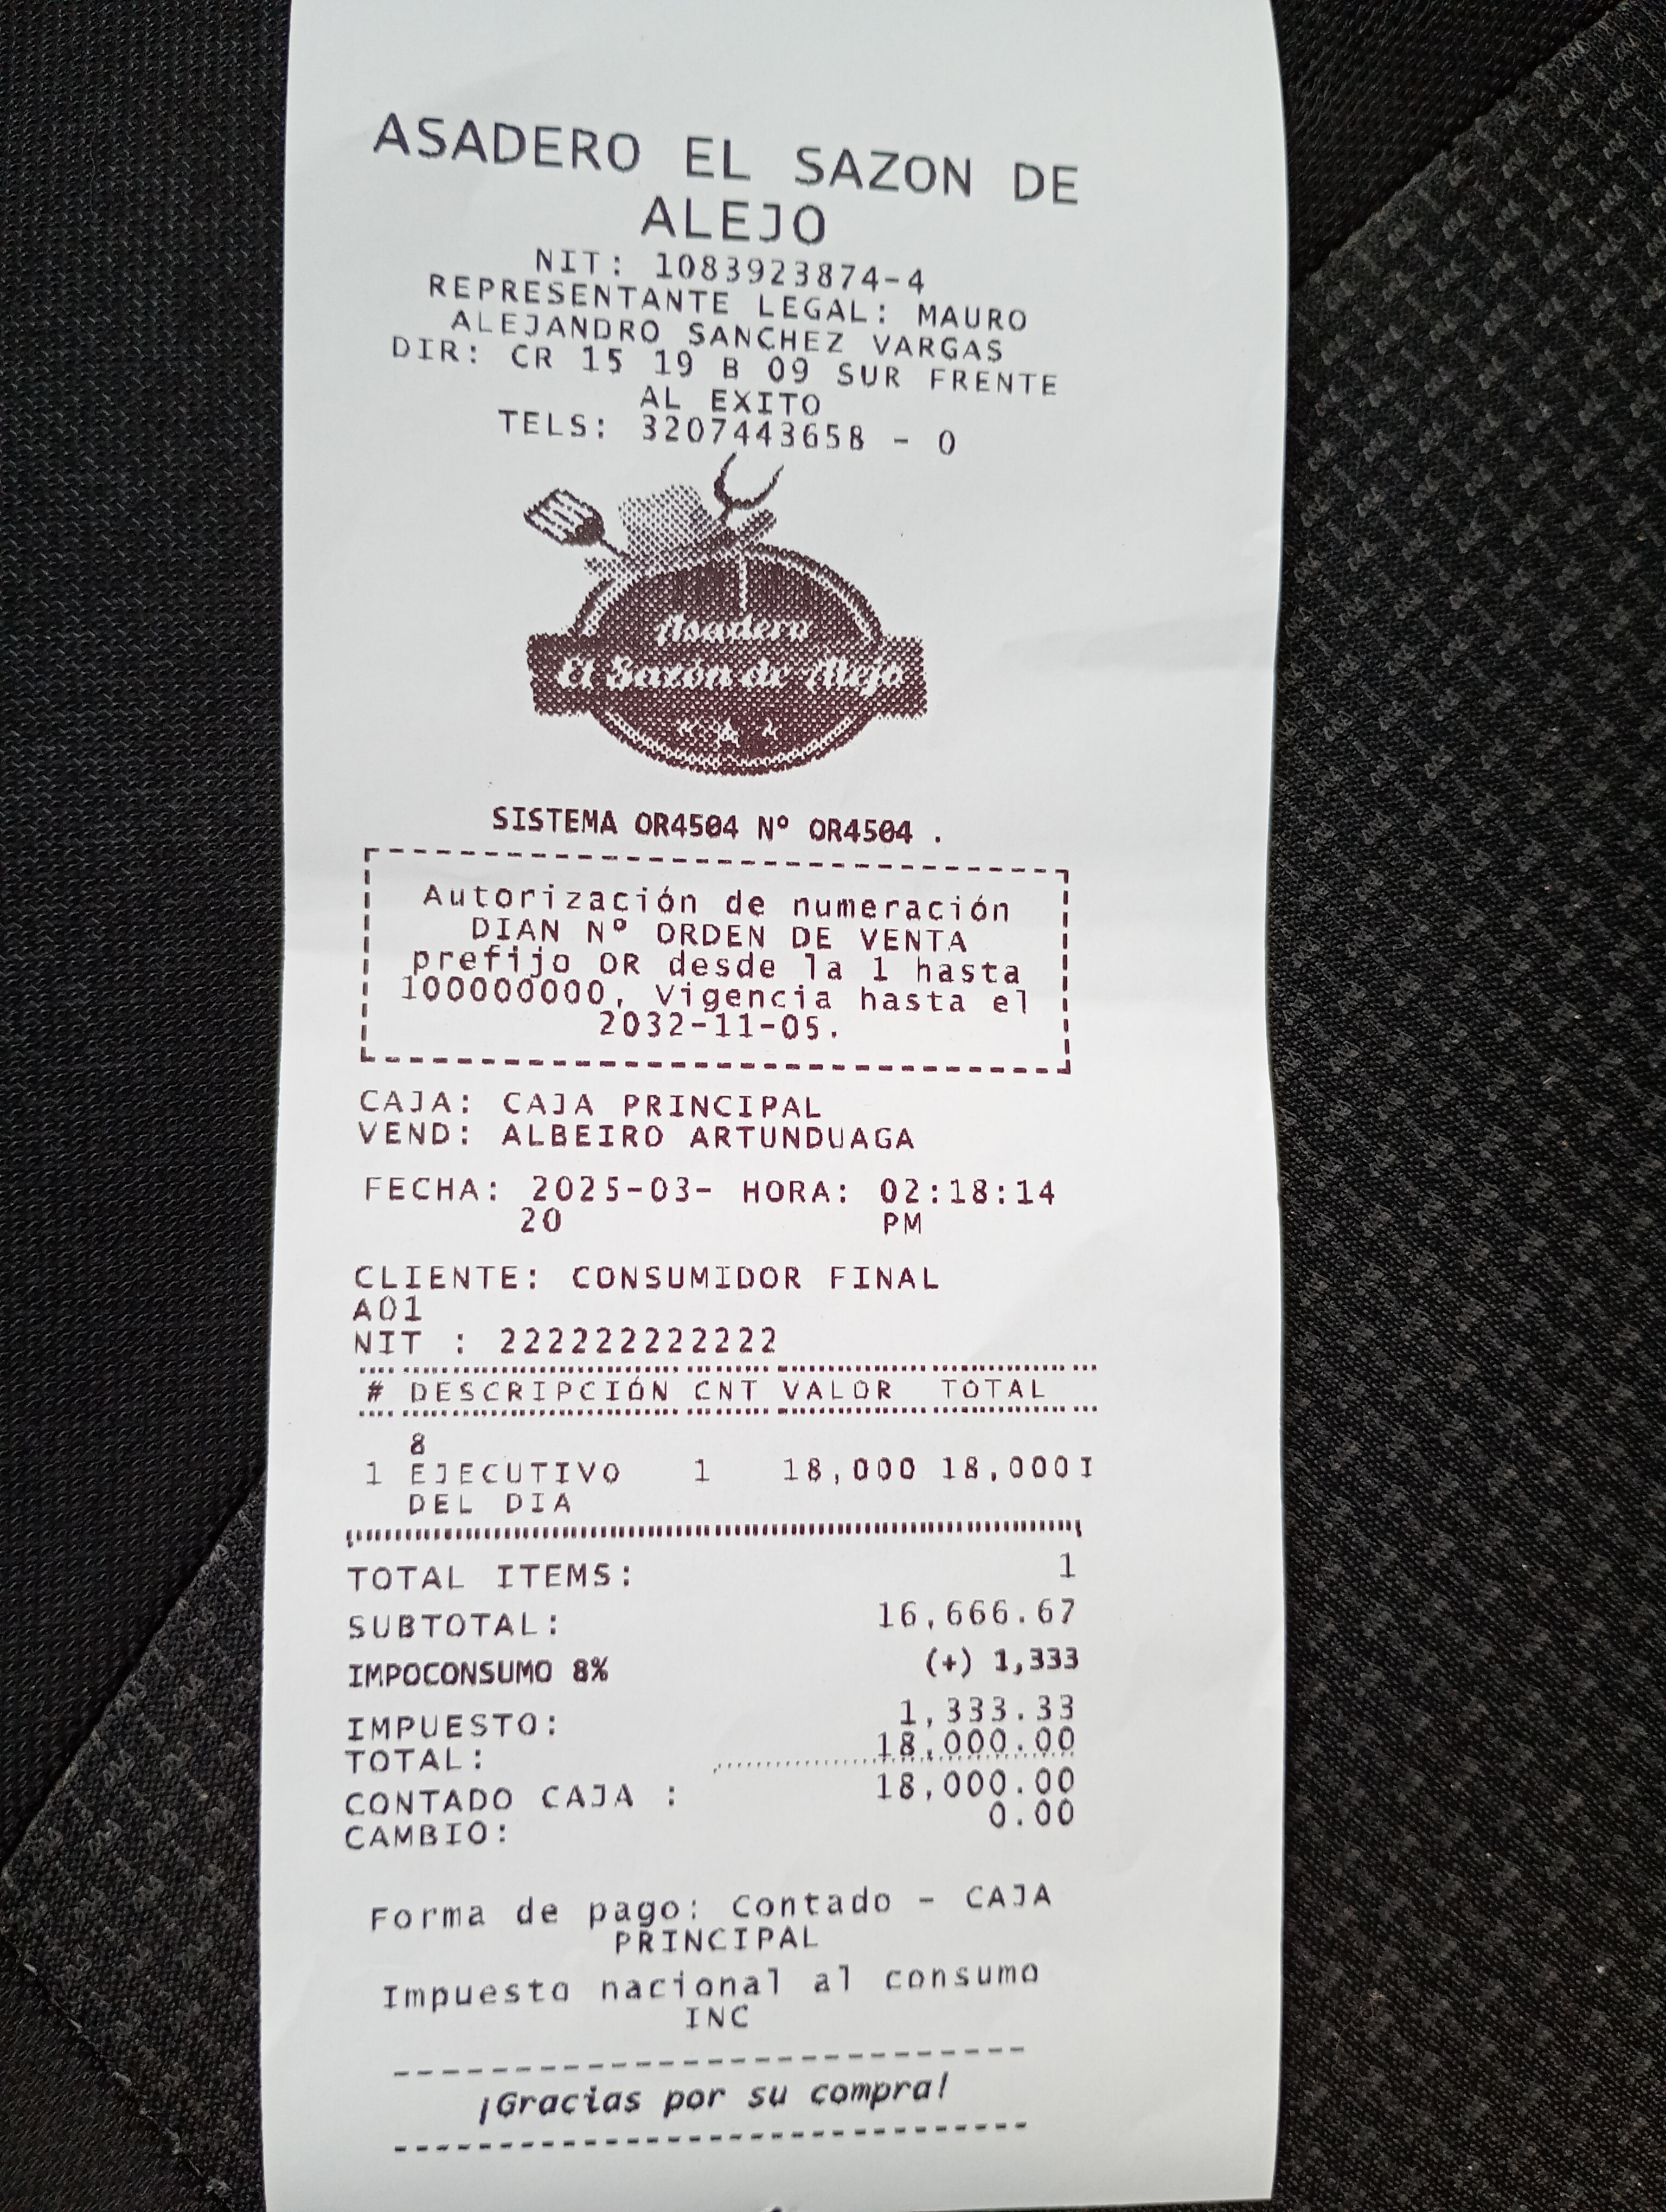 ASADERO EL SAZON DE
ALEJO
NIT: 1083923874-4
REPRESENTANTE LEGAL: MAURO
ALEJANDRO SANCHEZ VARGAS
DIR: CR 15 19 B 09 SUR FRENTE
AL EXITO
TELS: 3207443658 - 0
Asadero
El Sazón de Alejo
SISTEMA OR4504 Nº OR4504 .
Autorización de numeración
DIAN Nº ORDEN DE VENTA
prefijo OR desde la 1 hasta
100000000, Vigencia hasta el
2032-11-05.
CAJA: CAJA PRINCIPAL
VEND: ALBEIRO ARTUNDUAGA
FECHA: 2025-03- HORA: 02:18:14
20 PM
CLIENTE: CONSUMIDOR FINAL
A01
NIT : 222222222222
# DESCRIPCIÓN CNT VALOR TOTAL
8
1 EJECUTIVO 1 18,000 18,000I
DEL DIA
TOTAL ITEMS: 1
SUBTOTAL: 16,666.67
IMPOCONSUMO 8% (+) 1,333
IMPUESTO: 1,333.33
TOTAL: 18,000.00
CONTADO CAJA : 18,000.00
CAMBIO: 0.00
Forma de pago: Contado - CAJA
PRINCIPAL
Impuesto nacional al consumo
INC
¡Gracias por su compra!